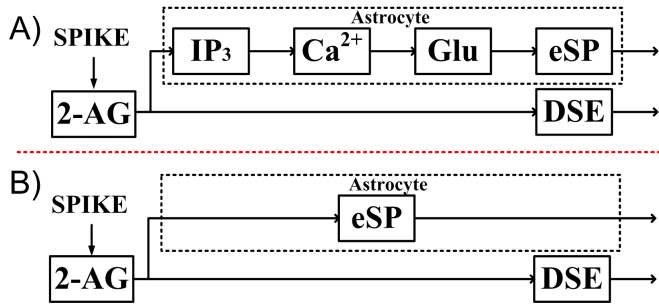 A)
Astrocyte
SPIKE
IP₃
Ca²⁺
Glu
eSP
2-AG
DSE
B)
Astrocyte
SPIKE
eSP
2-AG
DSE